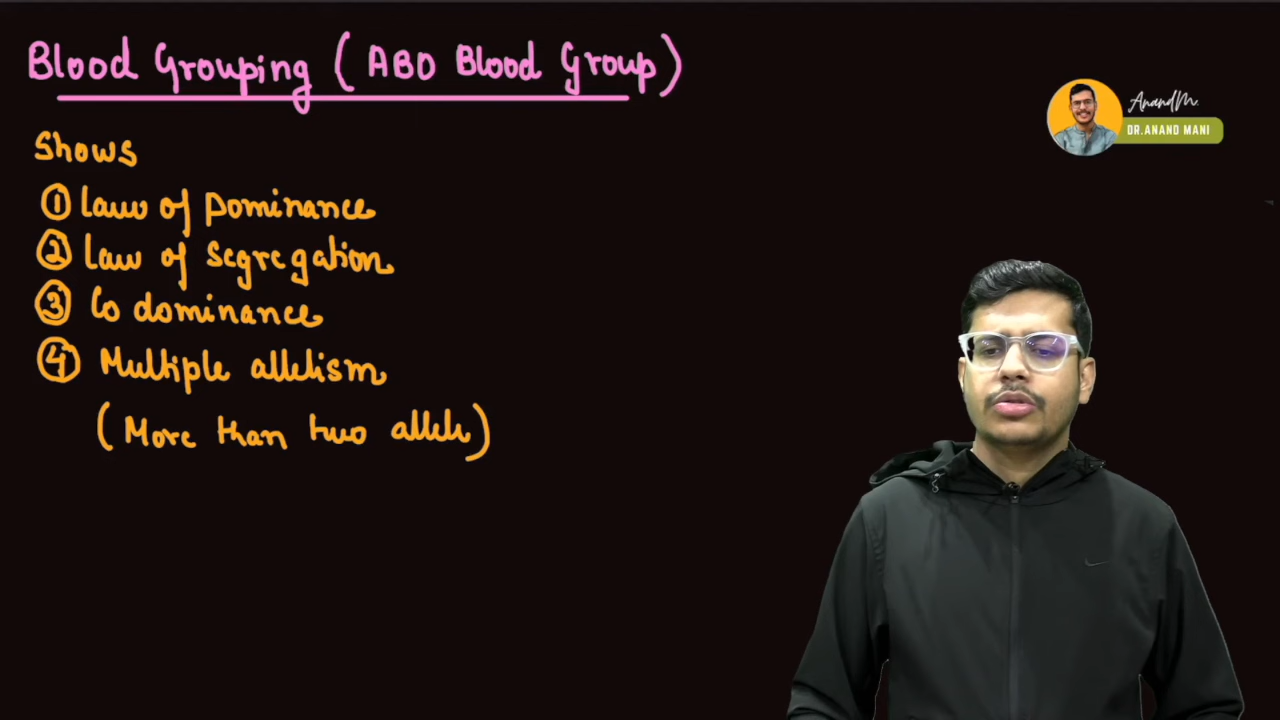 Blood Grouping (ABO Blood Group)
Shows
① Law of Dominance
② Law of Segregation
③ Co dominance
④ Multiple allelism
(More than two allele)
AnandM.
DR.ANAND MANI